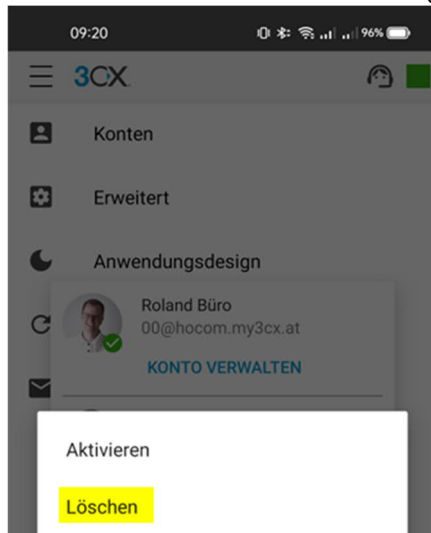 09:20
96%
3CX
Konten
Erweitert
Anwendungsdesign
Roland Büro
00@hocom.my3cx.at
KONTO VERWALTEN
Aktivieren
Löschen